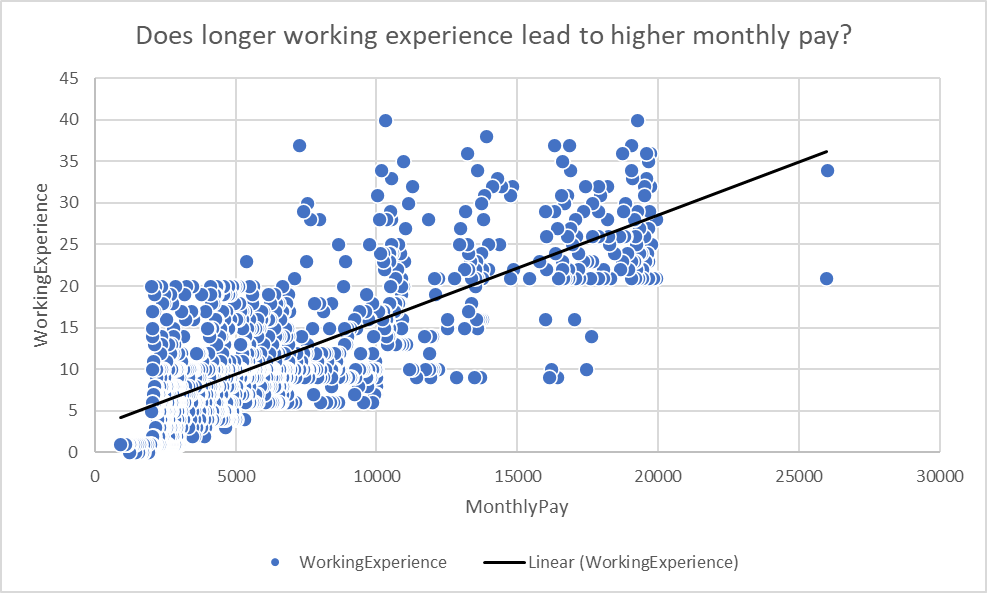 Does longer working experience lead to higher monthly pay?
WorkingExperience
45
40
35
30
25
20
15
10
5
0
0 5000 10000 15000 20000 25000 30000
MonthlyPay
WorkingExperience Linear (WorkingExperience)